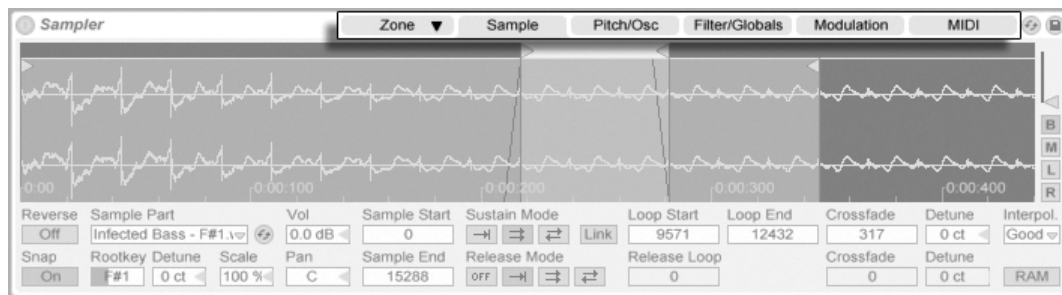 Sampler Zone ▼ Sample Pitch/Osc Filter/Globals Modulation MIDI
B
M
L
R
0:00 0:00:100 0:00:200 0:00:300 0:00:400
Reverse Sample Part Vol Sample Start Sustain Mode Loop Start Loop End Crossfade Detune Interpol.
Off Infected Bass - F#1.w 0.0 dB 0 Link 9571 12432 317 0 ct Good
Snap Rootkey Detune Scale Pan Sample End Release Mode Release Loop Crossfade Detune
On F#1 0 ct 100 % C 15288 OFF 0 0 0 ct RAM